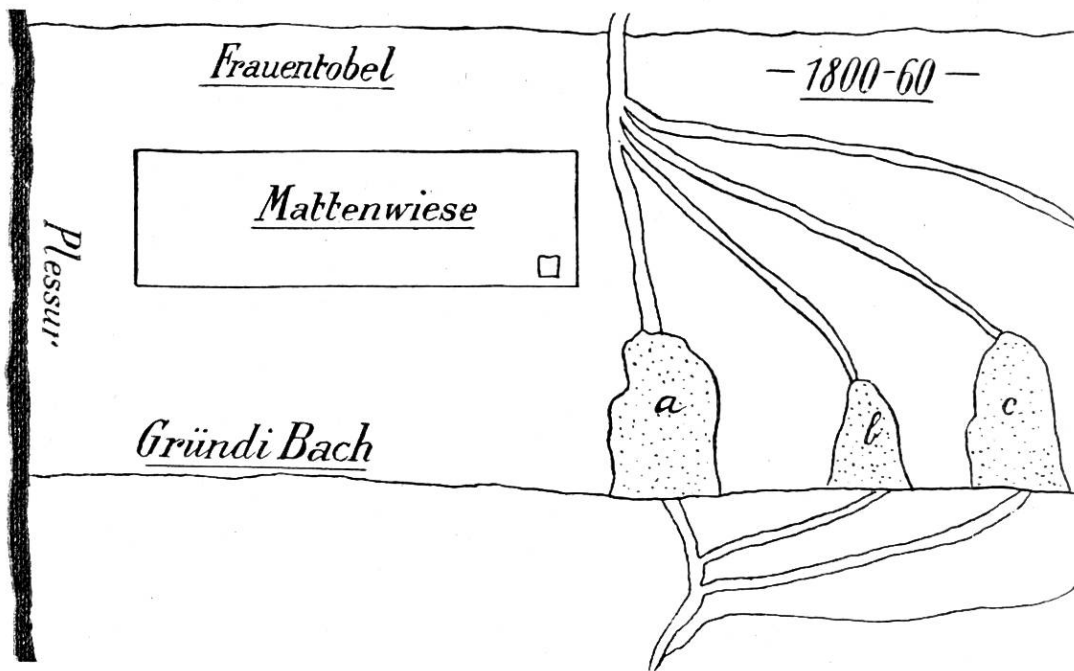 Frauentobel
— 1800-60 —
Mattenwiese
Plessur
a
b
c
Gründi Bach